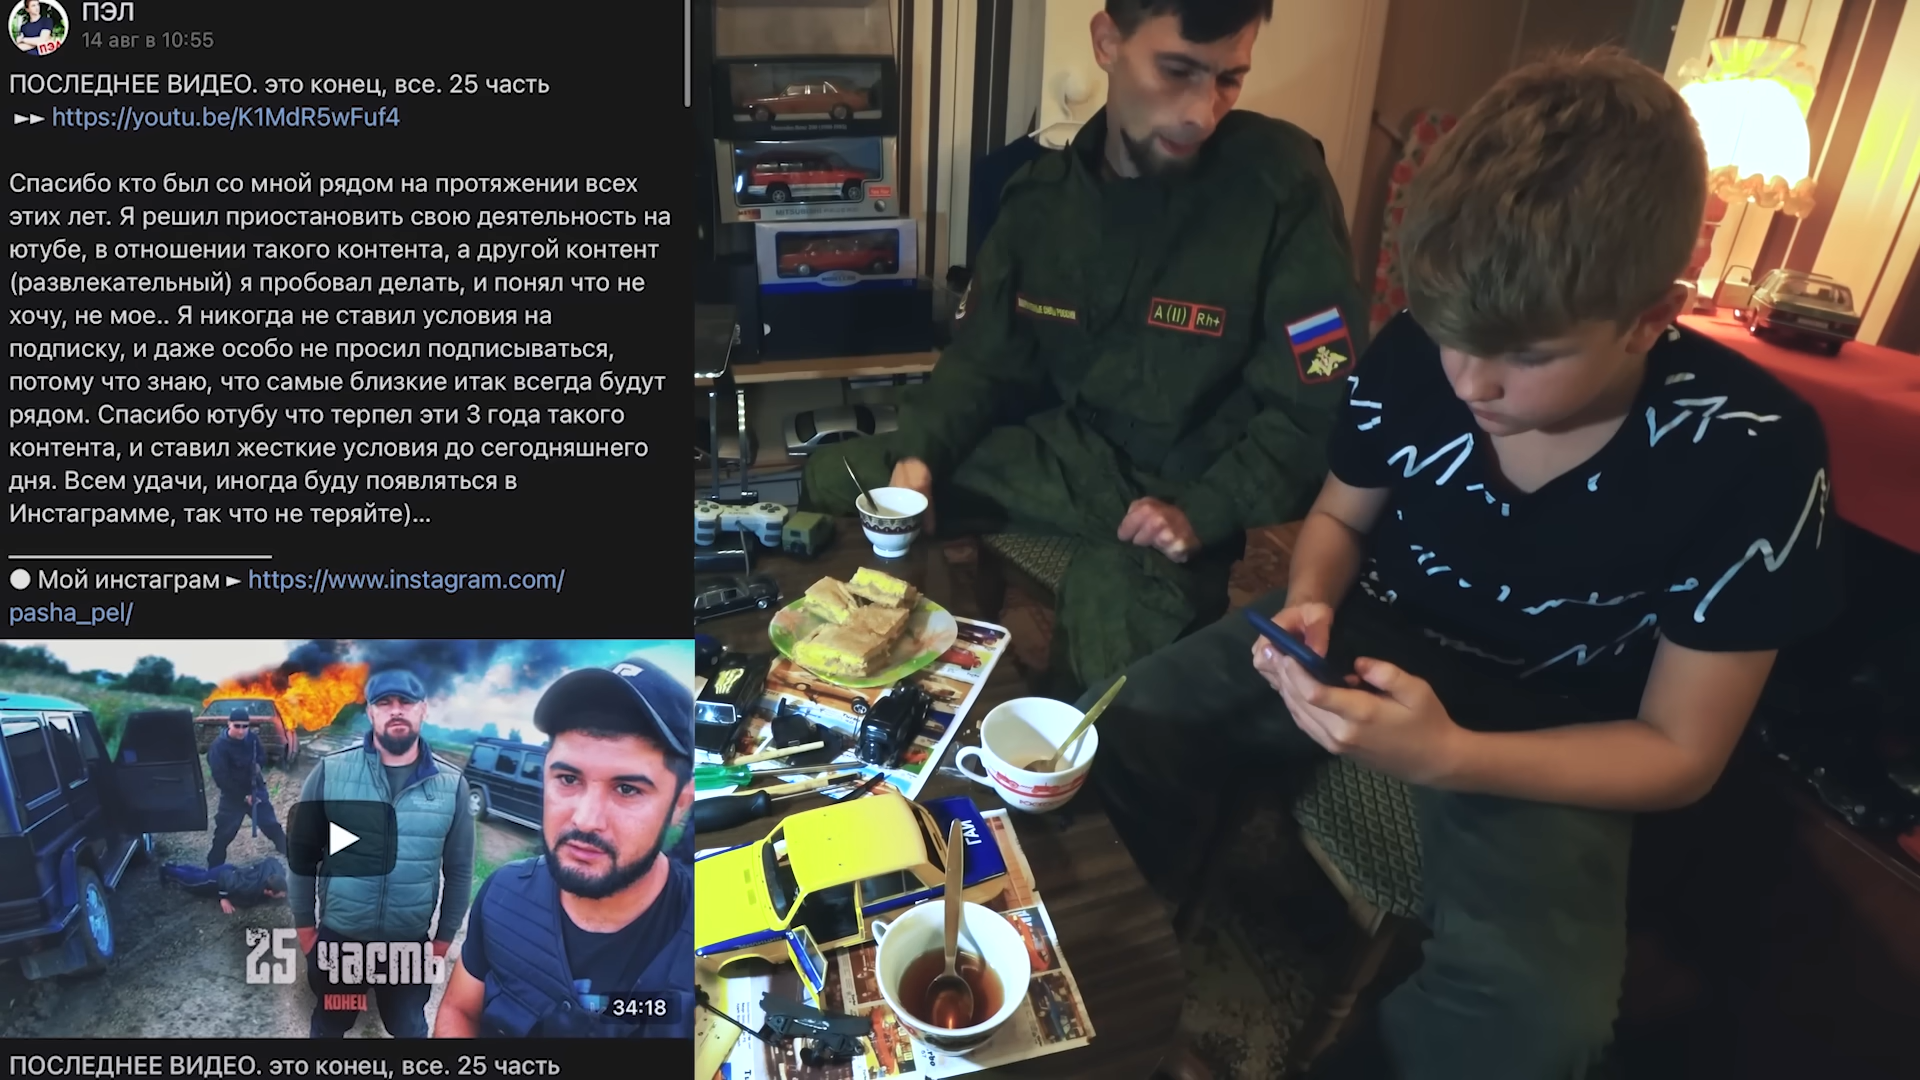 ПЭЛ
14 авг в 10:55
ПОСЛЕДНЕЕ ВИДЕО. это конец, все. 25 часть
►► https://youtu.be/K1MdR5wFuf4
Спасибо кто был со мной рядом на протяжении всех
этих лет. Я решил приостановить свою деятельность на
ютубе, в отношении такого контента, а другой контент
(развлекательный) я пробовал делать, и понял что не
хочу, не мое.. Я никогда не ставил условия на
подписку, и даже особо не просил подписываться,
потому что знаю, что самые близкие итак всегда будут
рядом. Спасибо ютубу что терпел эти 3 года такого
контента, и ставил жесткие условия до сегодняшнего
дня. Всем удачи, иногда буду появляться в
Инстаграмме, так что не теряйте)...
● Мой инстаграм ► https://www.instagram.com/
pasha_pel/
25 часть
КОНЕЦ
34:18
ПОСЛЕДНЕЕ ВИДЕО. это конец, все. 25 часть
A (II) Rh+
ГАИ